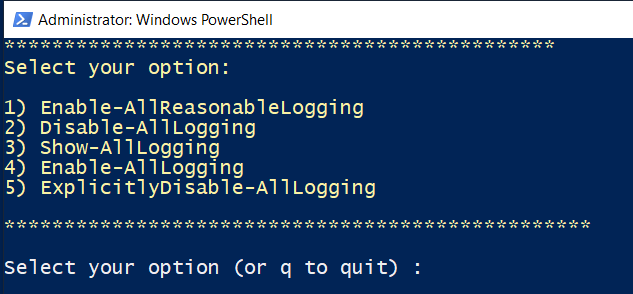 Administrator: Windows PowerShell
**********************************************
Select your option:
1) Enable-AllReasonableLogging
2) Disable-AllLogging
3) Show-AllLogging
4) Enable-AllLogging
5) ExplicitlyDisable-AllLogging
*************************************************
Select your option (or q to quit) :